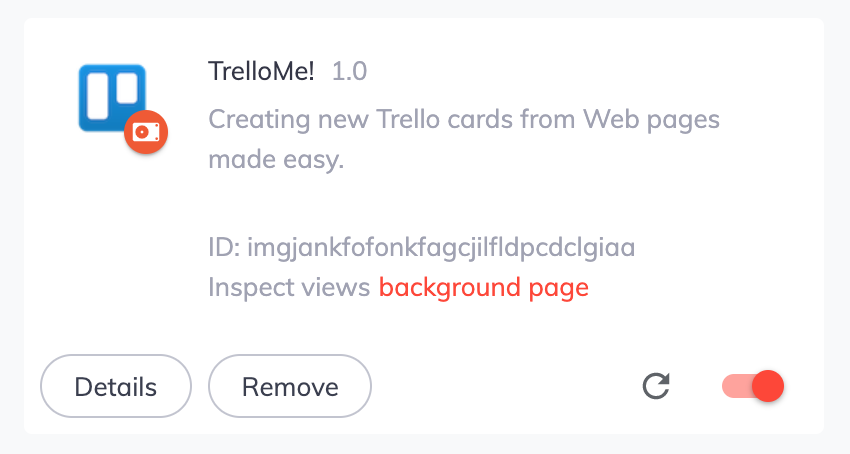 TrelloMe! 1.0
Creating new Trello cards from Web pages
made easy.
ID: imgjankfofonkfagcjilfldpcdclgiaa
Inspect views background page
Details Remove